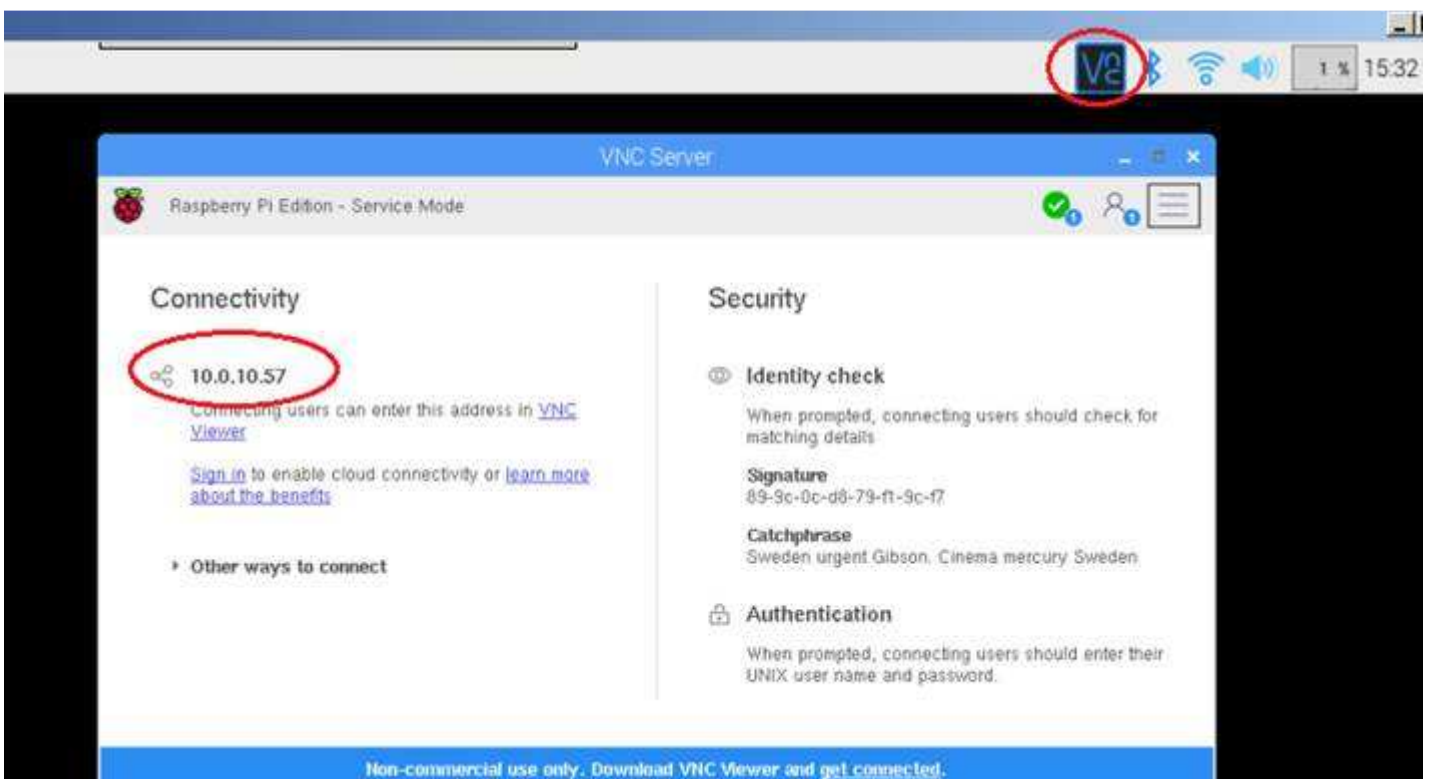 V2
1 %
15:32
VNC Server
Raspberry Pi Edition - Service Mode
1
1
Connectivity
10.0.10.57
Connecting users can enter this address in VNC
Viewer
Sign in to enable cloud connectivity or learn more
about the benefits
Other ways to connect
Security
Identity check
When prompted, connecting users should check for
matching details
Signature
89-9c-0c-d8-79-f1-9c-f7
Catchphrase
Sweden urgent Gibson. Cinema mercury Sweden
Authentication
When prompted, connecting users should enter their
UNIX user name and password.
Non-commercial use only. Download VNC Viewer and get connected.